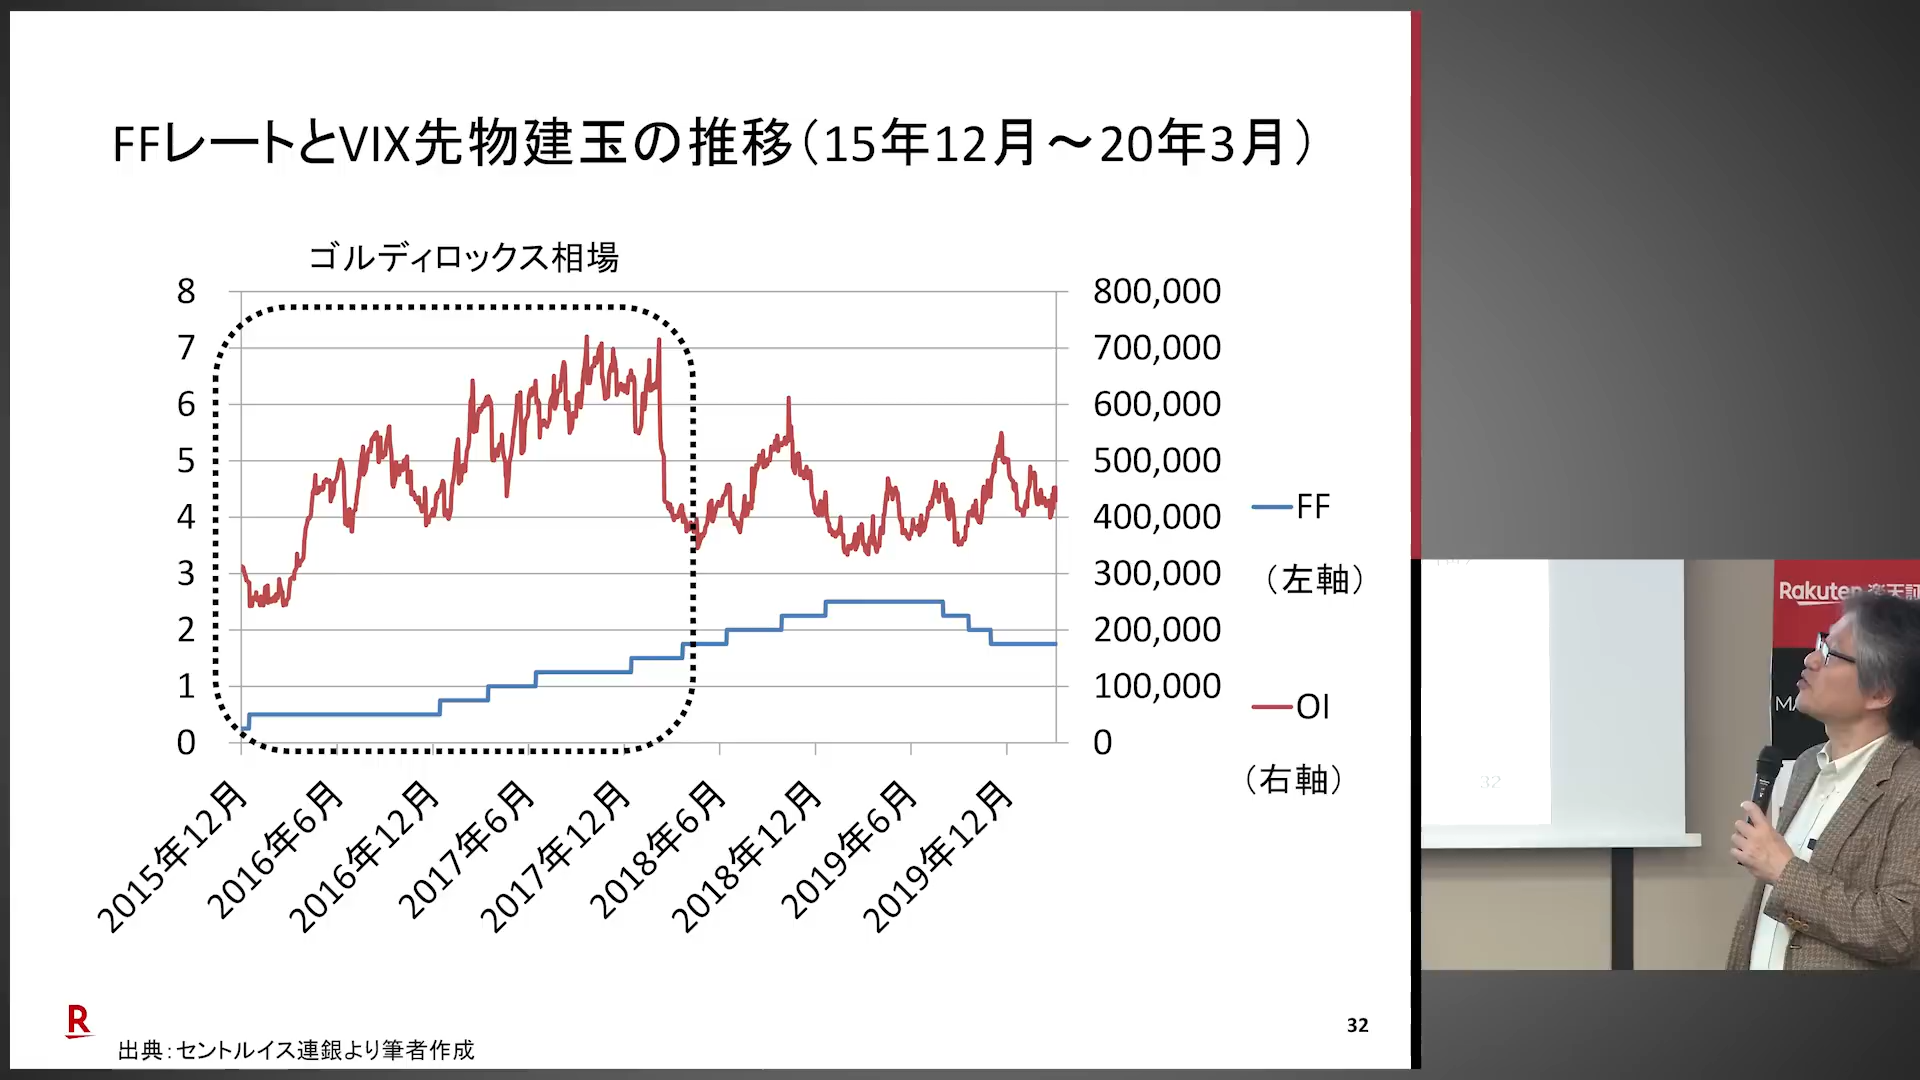 FFレートとVIX先物建玉の推移（15年12月～20年3月）
ゴルディロックス相場
8
7
6
5
4
3
2
1
0
800,000
700,000
600,000
500,000
400,000
300,000
200,000
100,000
0
2015年12月
2016年6月
2016年12月
2017年6月
2017年12月
2018年6月
2018年12月
2019年6月
2019年12月
FF
（左軸）
OI
（右軸）
R
出典：セントルイス連銀より筆者作成
32
Rakuten 楽天証
32